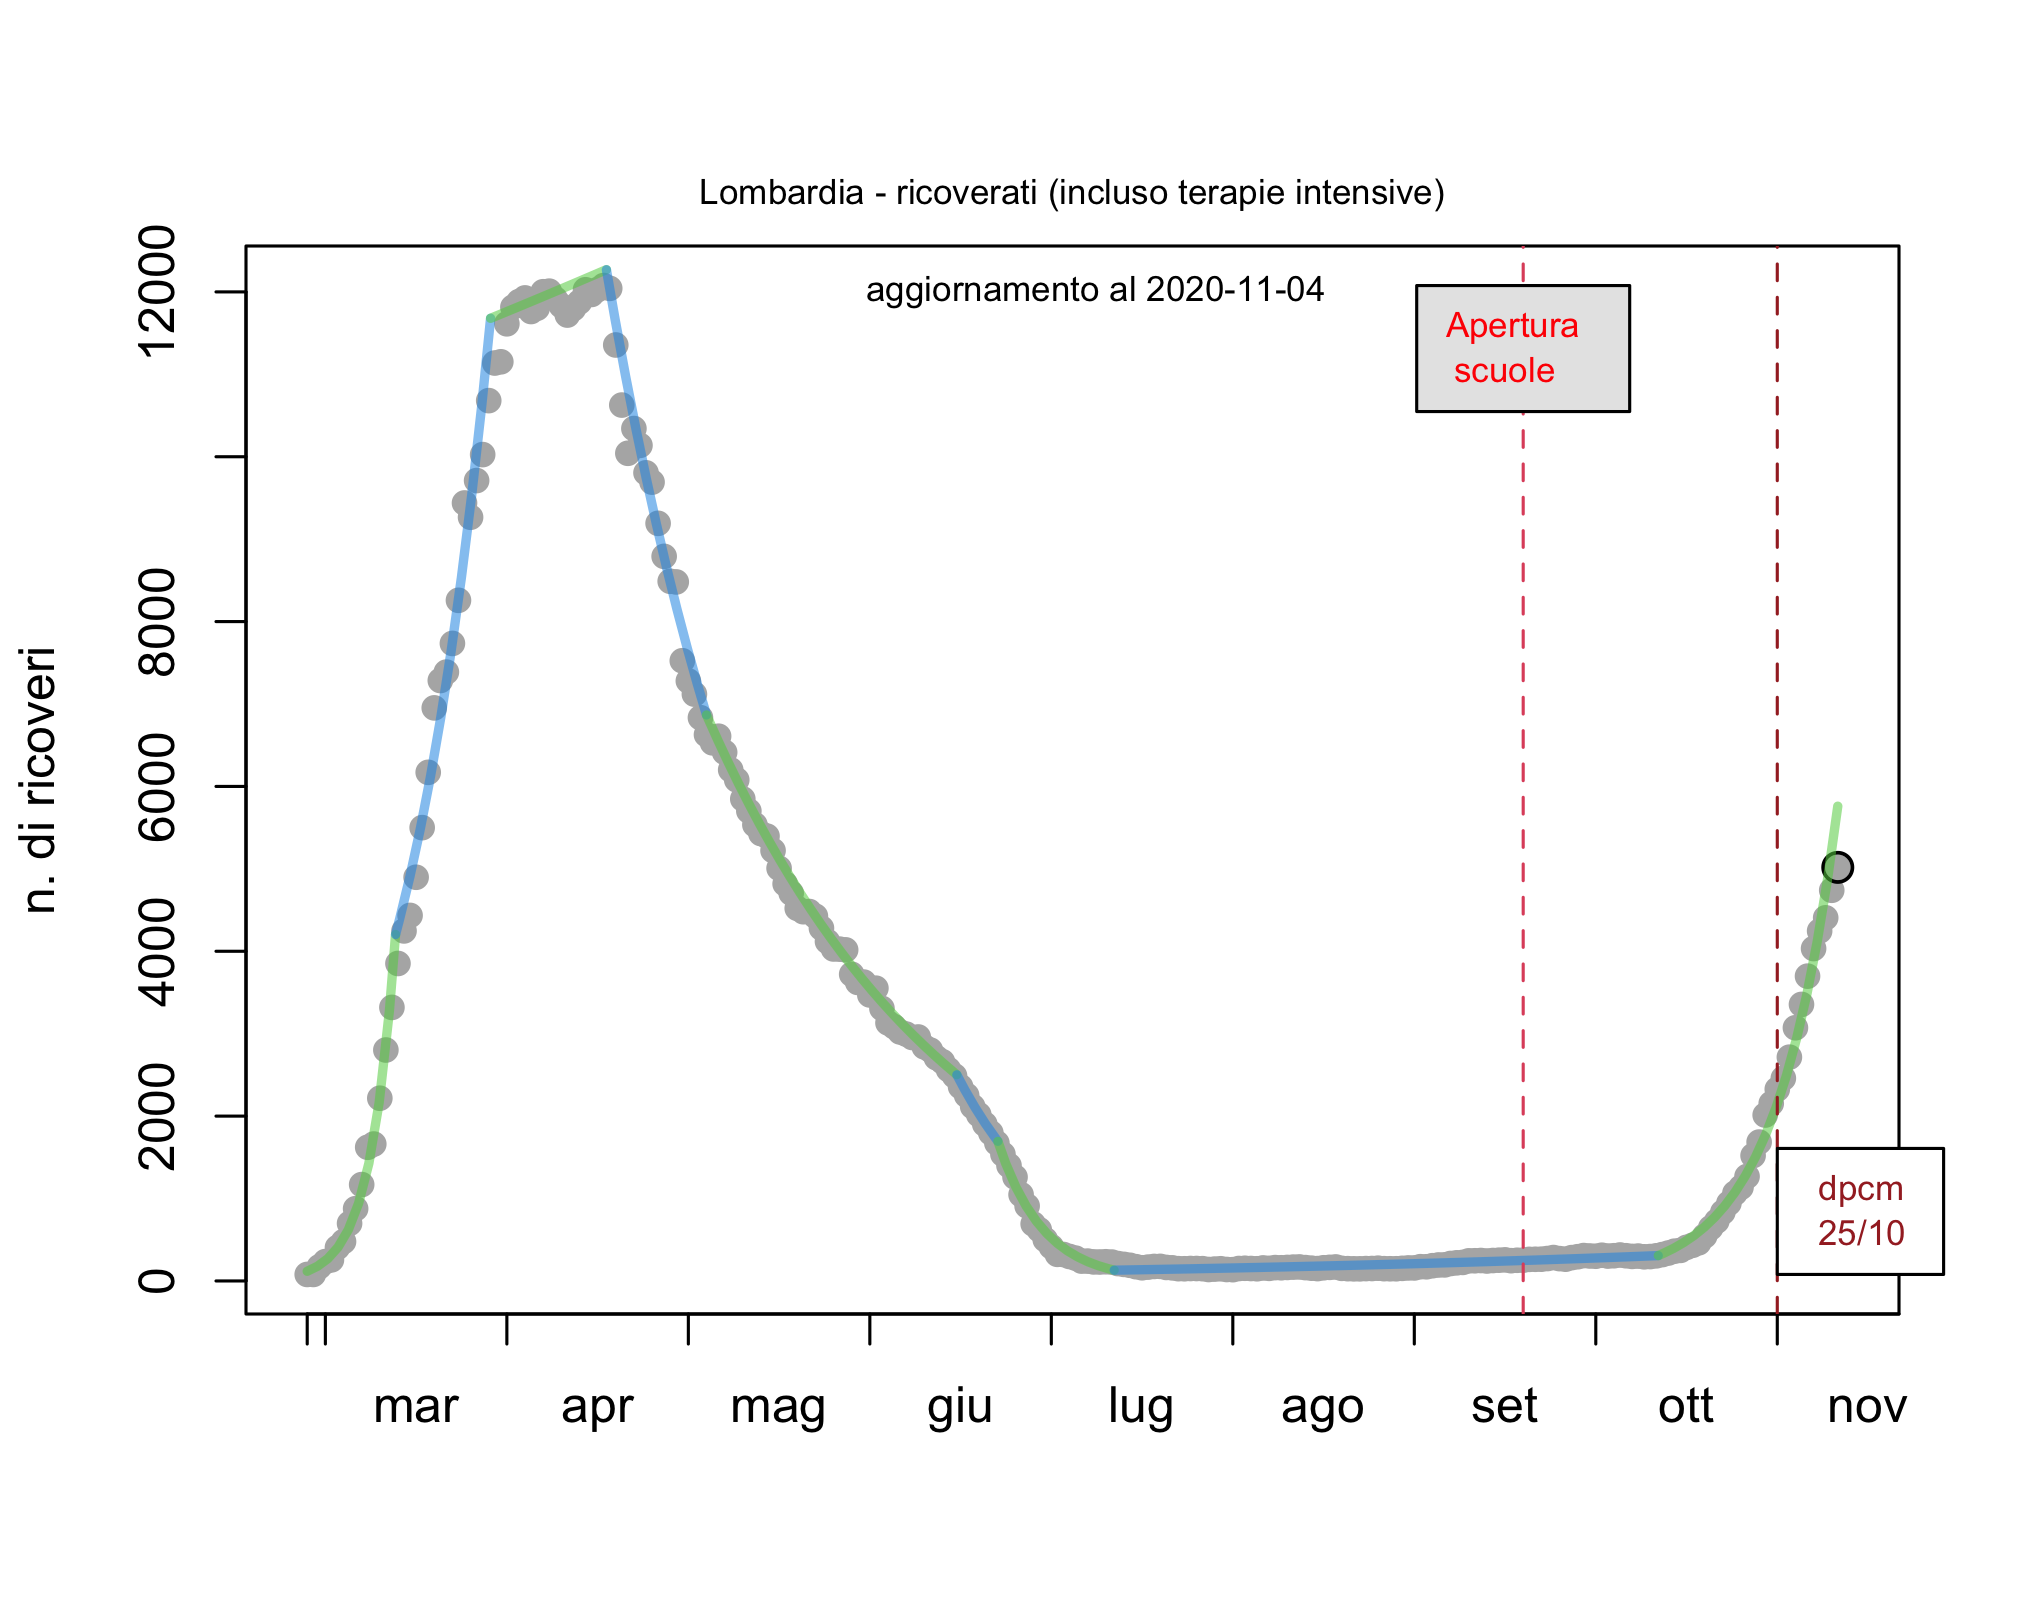 Lombardia - ricoverati (incluso terapie intensive)
aggiornamento al 2020-11-04
Apertura
scuole
dpcm
25/10
n. di ricoveri
12000
8000
6000
4000
2000
0
mar apr mag giu lug ago set ott nov